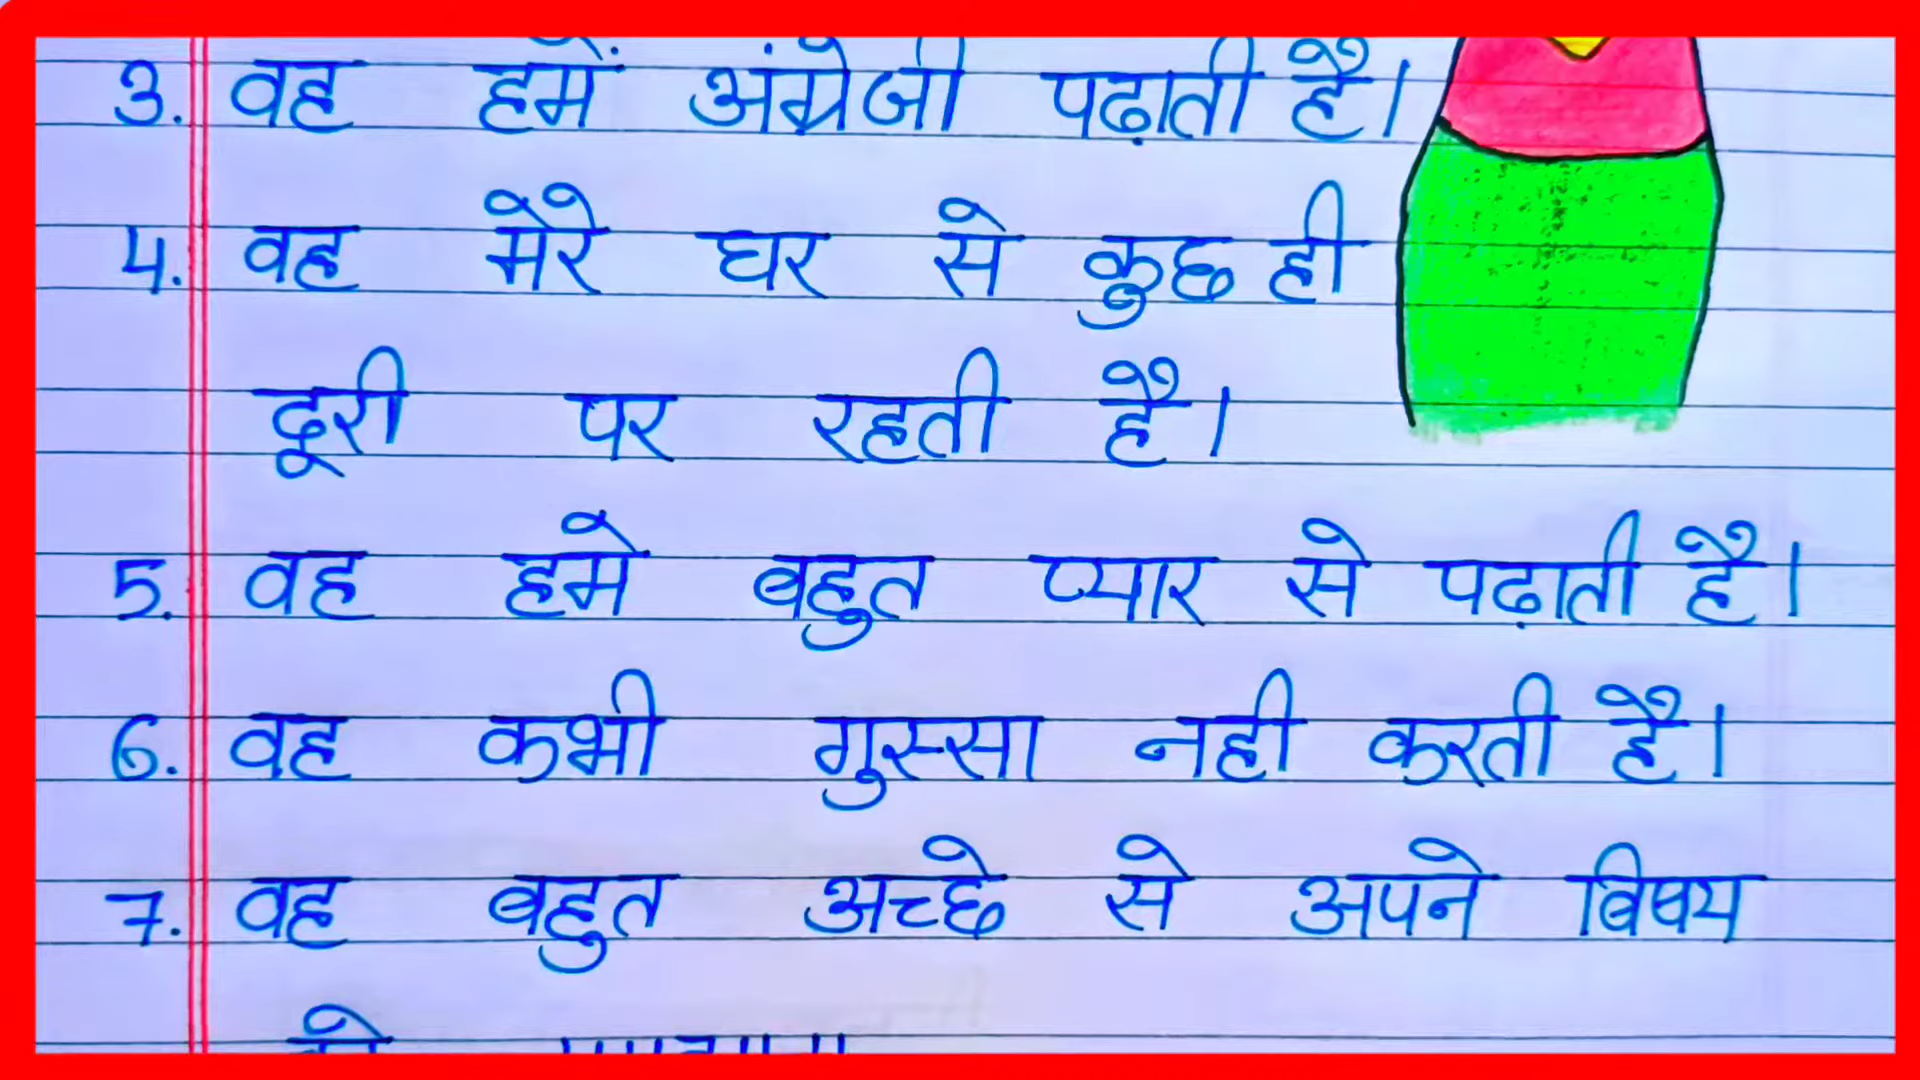 3. वह हमें अंग्रेजी पढ़ाती है।
4. वह मेरे घर से कुछ ही
दूरी पर रहती है।
5. वह हमे बहुत प्यार से पढ़ाती है।
6. वह कभी गुस्सा नही करती है।
7. वह बहुत अच्छे से अपने बिषय